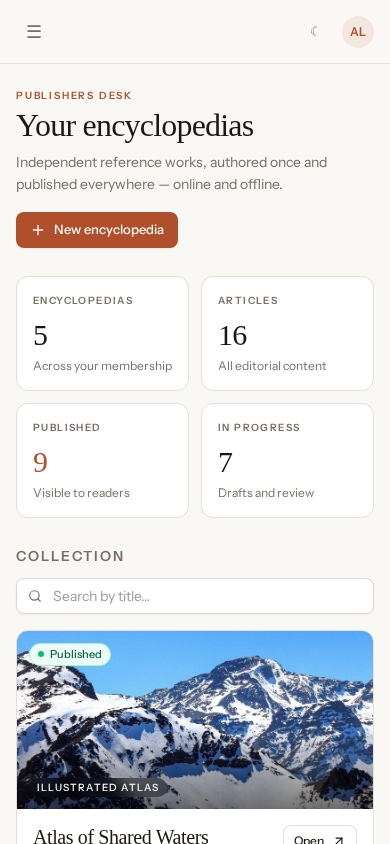 AL
PUBLISHERS DESK
Your encyclopedias
Independent reference works, authored once and
published everywhere — online and offline.
New encyclopedia
ENCYCLOPEDIAS
5
Across your membership
ARTICLES
16
All editorial content
PUBLISHED
9
Visible to readers
IN PROGRESS
7
Drafts and review
COLLECTION
Search by title...
Published
ILLUSTRATED ATLAS
Atlas of Shared Waters
Open